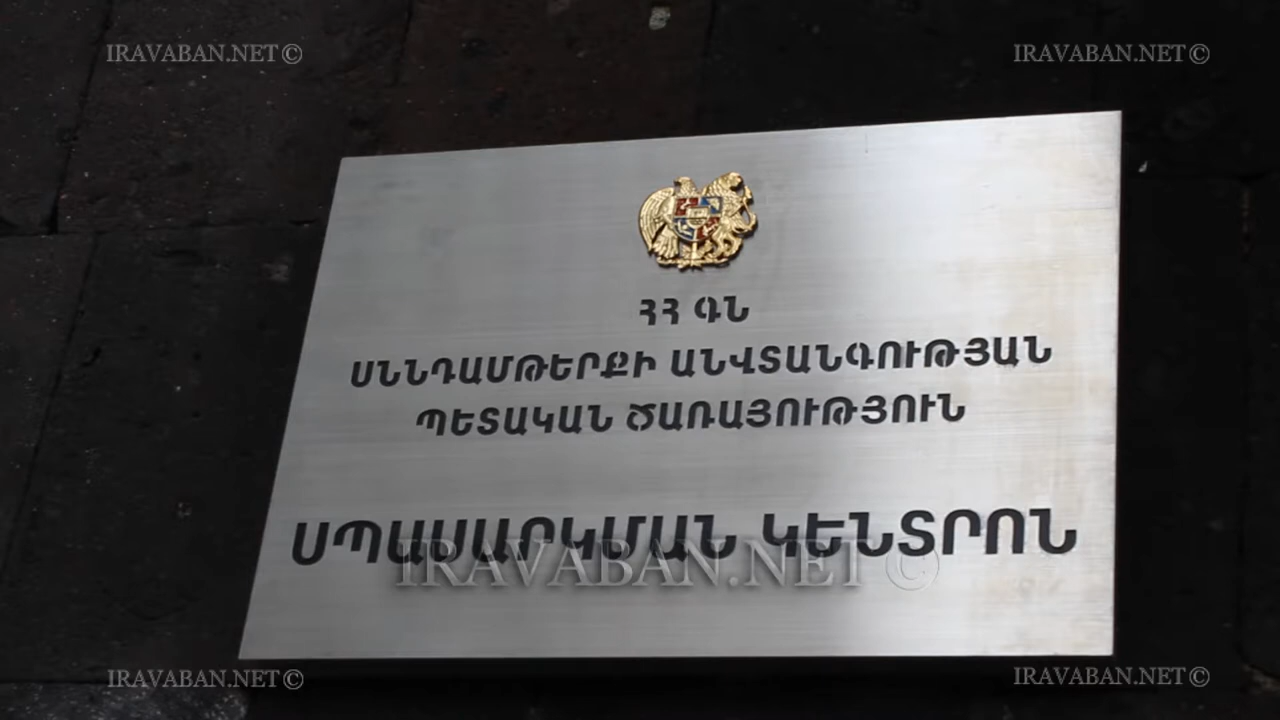 IRAVABAN.NET© IRAVABAN.NET©
ՀՀ ԳՆ
ՍՆՆԴԱՄԹԵՐՔԻ ԱՆՎՏԱՆԳՈՒԹՅԱՆ
ՊԵՏԱԿԱՆ ԾԱՌԱՅՈՒԹՅՈՒՆ
ՍՊԱՍԱՐԿՄԱՆ ԿԵՆՏՐՈՆ
IRAVABAN.NET ©
IRAVABAN.NET© IRAVABAN.NET©